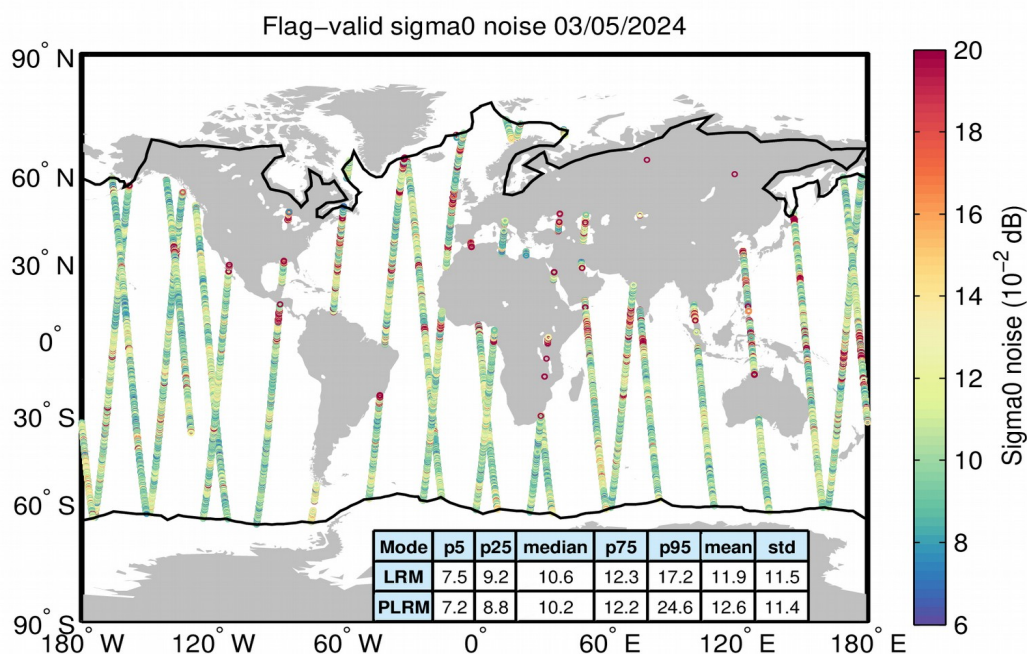 Flag−valid sigma0 noise 03/05/2024
90° N
60° N
30° N
0°
30° S
60° S
90° S
180° W
120° W
60° W
0°
60° E
120° E
180° E
Mode p5 p25 median p75 p95 mean std
LRM 7.5 9.2 10.6 12.3 17.2 11.9 11.5
PLRM 7.2 8.8 10.2 12.2 24.6 12.6 11.4
20
18
16
14
12
10
8
6
Sigma0 noise (10⁻² dB)